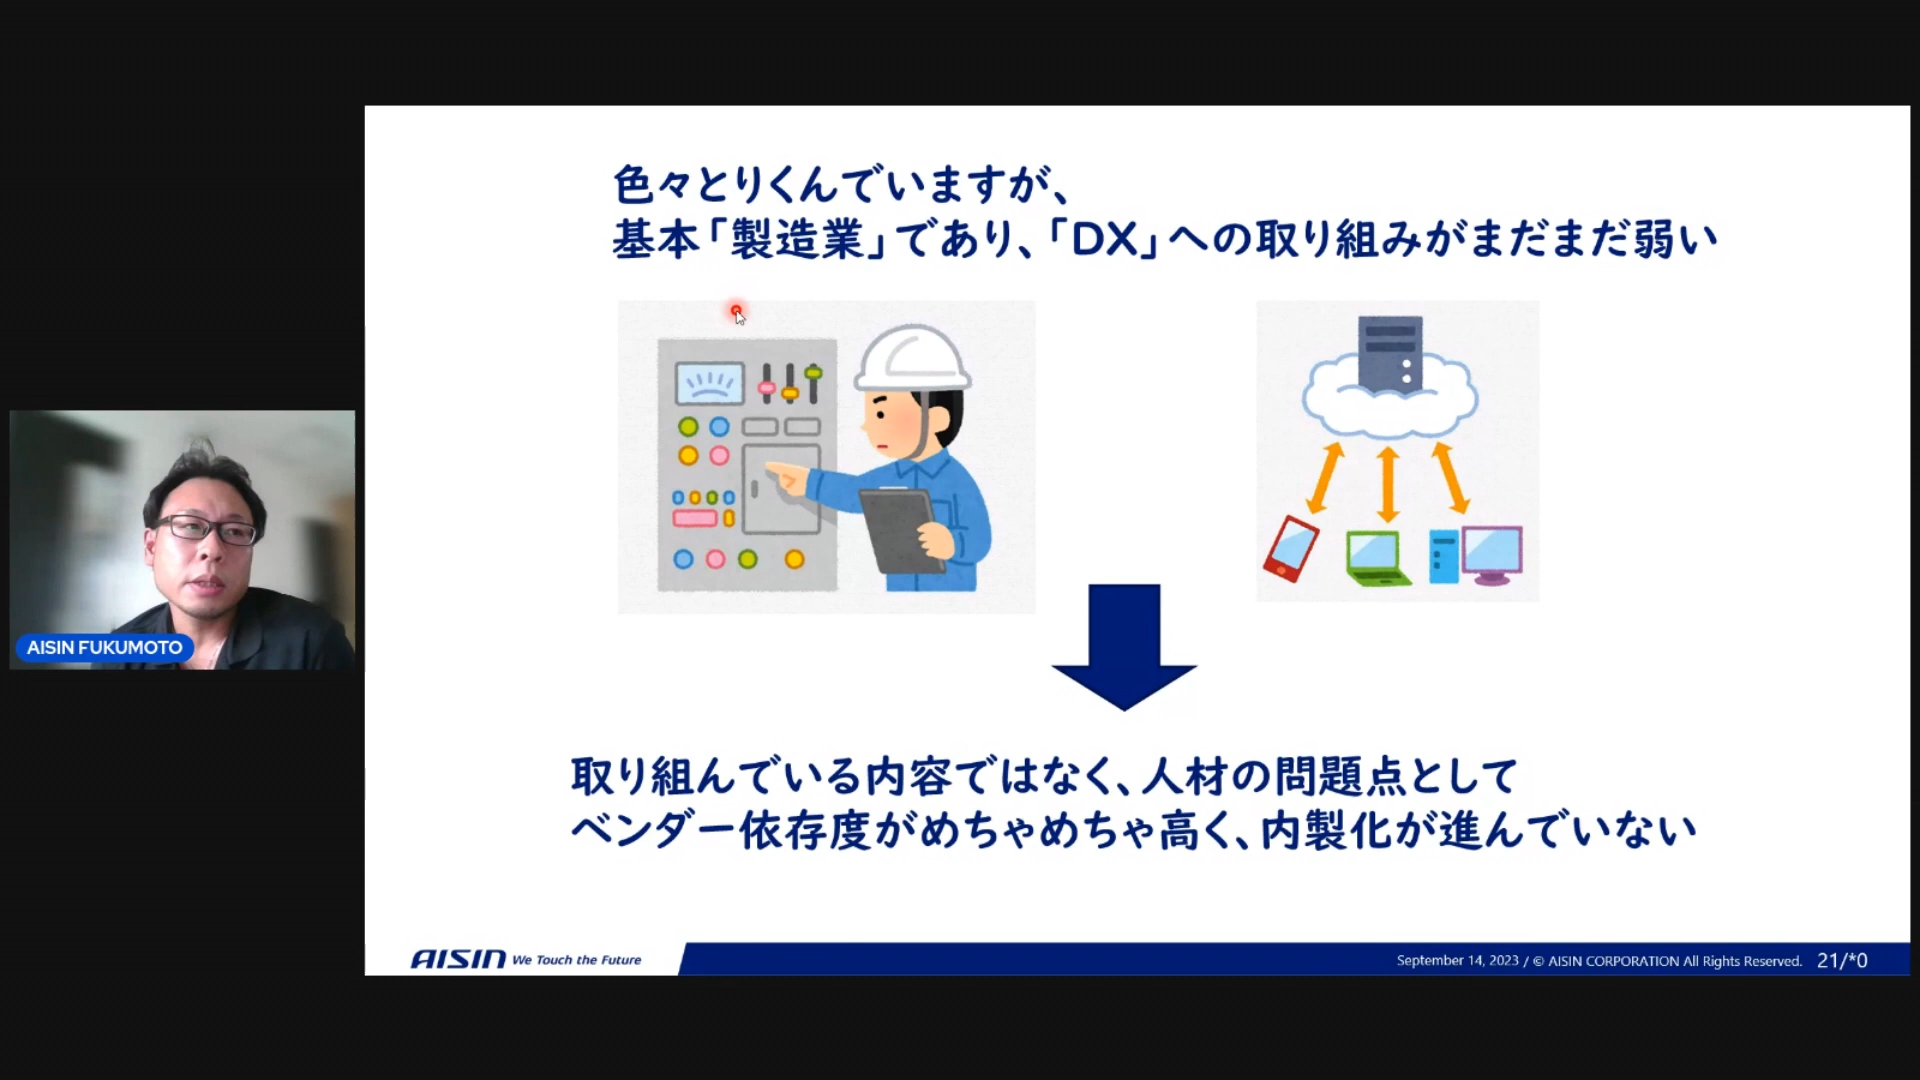 色々とりくんでいますが、
基本「製造業」であり、「DX」への取り組みがまだまだ弱い
取り組んでいる内容ではなく、人材の問題点として
ベンダー依存度がめちゃめちゃ高く、内製化が進んでいない
AISIN FUKUMOTO
AISIN We Touch the Future
September 14, 2023 / © AISIN CORPORATION All Rights Reserved. 21/*0